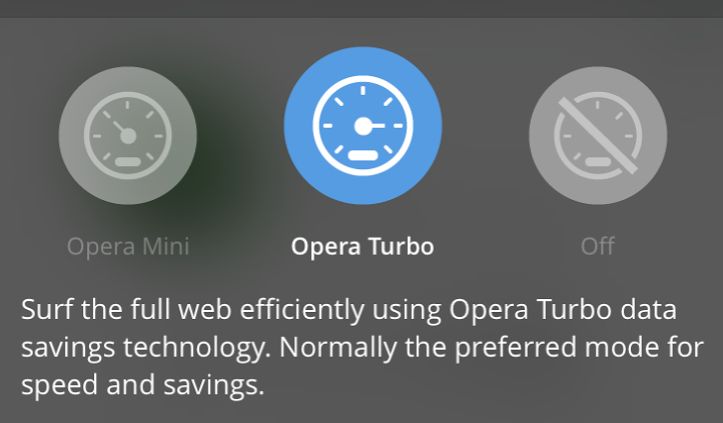 Opera Mini
Opera Turbo
Off
Surf the full web efficiently using Opera Turbo data
savings technology. Normally the preferred mode for
speed and savings.